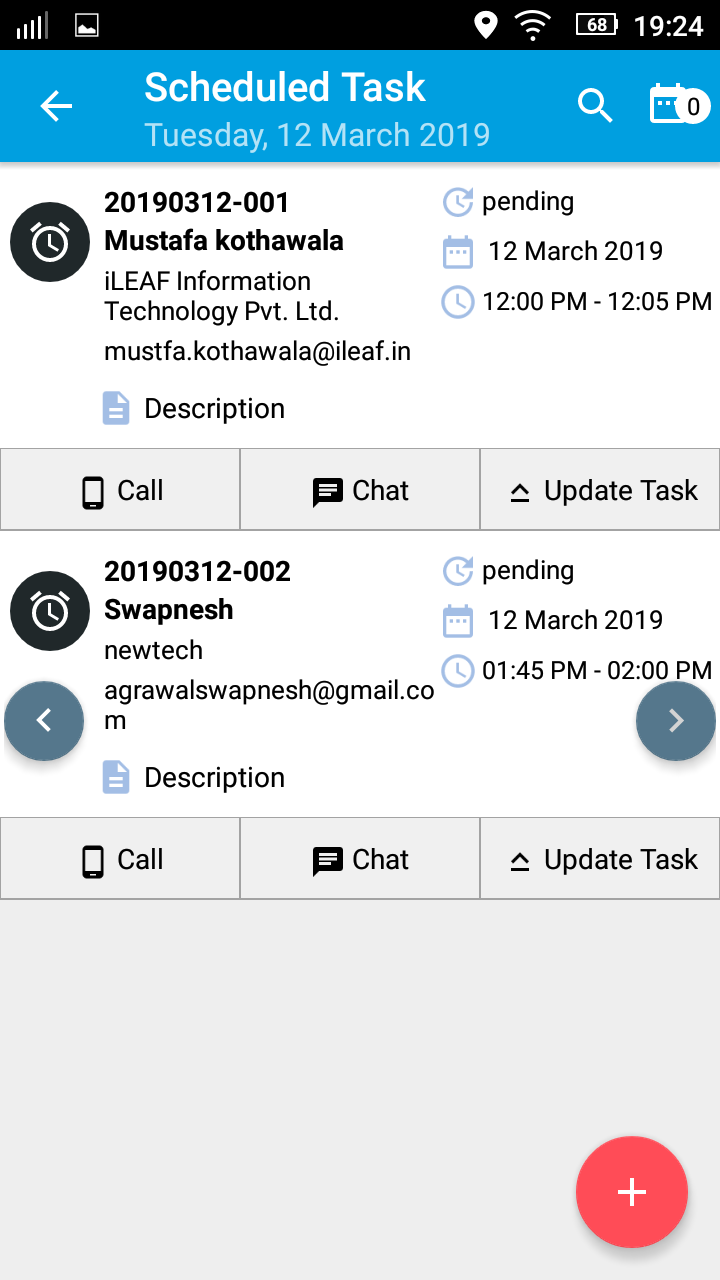 68 19:24
Scheduled Task
Tuesday, 12 March 2019
0
20190312-001
pending
Mustafa kothawala
12 March 2019
iLEAF Information
Technology Pvt. Ltd.
12:00 PM - 12:05 PM
mustfa.kothawala@ileaf.in
Description
Call Chat Update Task
20190312-002
pending
Swapnesh
12 March 2019
newtech
01:45 PM - 02:00 PM
agrawalswapnesh@gmail.co
m
Description
Call Chat Update Task